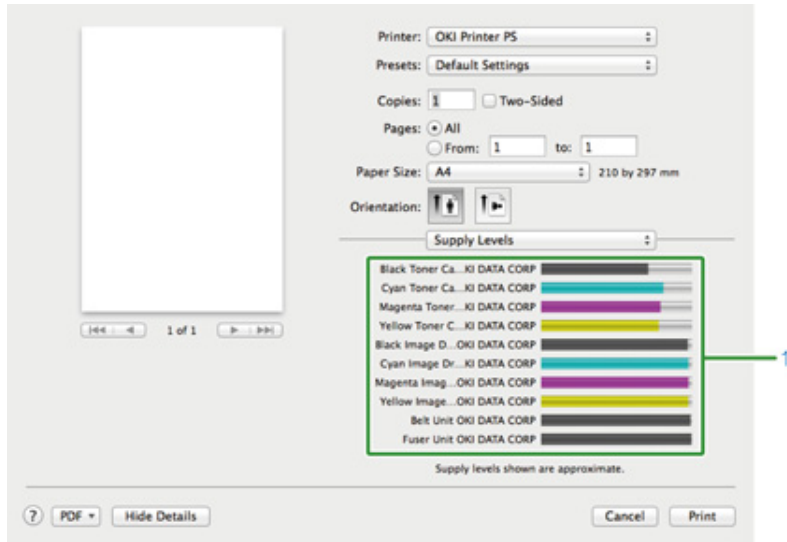 Printer: OKI Printer PS
Presets: Default Settings
Copies: 1 Two-Sided
Pages: All
From: 1 to: 1
Paper Size: A4 210 by 297 mm
Orientation:
Supply Levels
Black Toner Ca...KI DATA CORP
Cyan Toner Ca...KI DATA CORP
Magenta Toner...KI DATA CORP
Yellow Toner C...KI DATA CORP
Black Image D...OKI DATA CORP
Cyan Image Dr...KI DATA CORP
Magenta Imag...OKI DATA CORP
Yellow Image...OKI DATA CORP
Belt Unit OKI DATA CORP
Fuser Unit OKI DATA CORP
1
1 of 1
Supply levels shown are approximate.
? PDF Hide Details Cancel Print